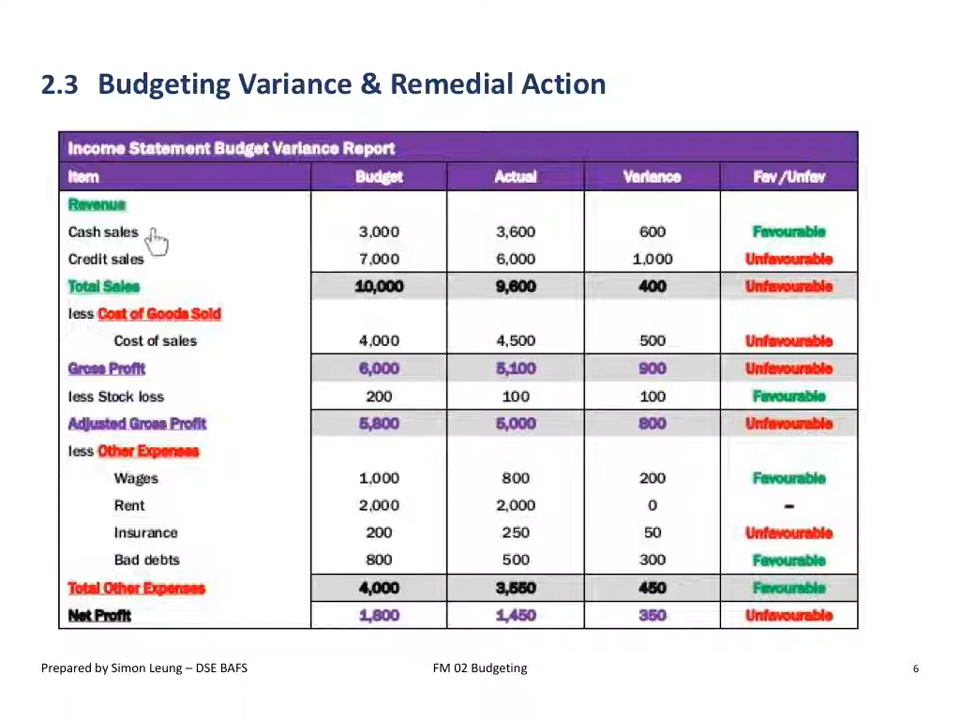 2.3 Budgeting Variance & Remedial Action
Income Statement Budget Variance Report
Item Budget Actual Variance Fav/Unfav
Revenue
Cash sales 3,000 3,600 600 Favourable
Credit sales 7,000 6,000 1,000 Unfavourable
Total Sales 10,000 9,600 400 Unfavourable
less Cost of Goods Sold
Cost of sales 4,000 4,500 500 Unfavourable
Gross Profit 6,000 5,100 900 Unfavourable
less Stock loss 200 100 100 Favourable
Adjusted Gross Profit 5,800 5,000 800 Unfavourable
less Other Expenses
Wages 1,000 800 200 Favourable
Rent 2,000 2,000 0 –
Insurance 200 250 50 Unfavourable
Bad debts 800 500 300 Favourable
Total Other Expenses 4,000 3,550 450 Favourable
Net Profit 1,800 1,450 350 Unfavourable
Prepared by Simon Leung – DSE BAFS FM 02 Budgeting 6